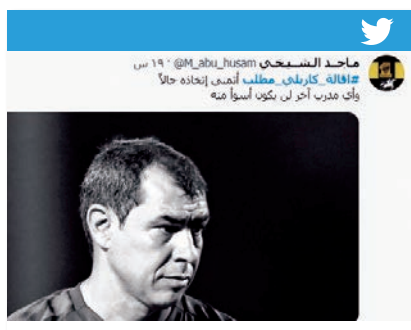 ماجد الشيخي @M_abu_husam · ١٩ س
#اقالة_كاريلي_مطلب أتمنى إتخاذه حالاً
وأي مدرب آخر لن يكون أسوأ منه